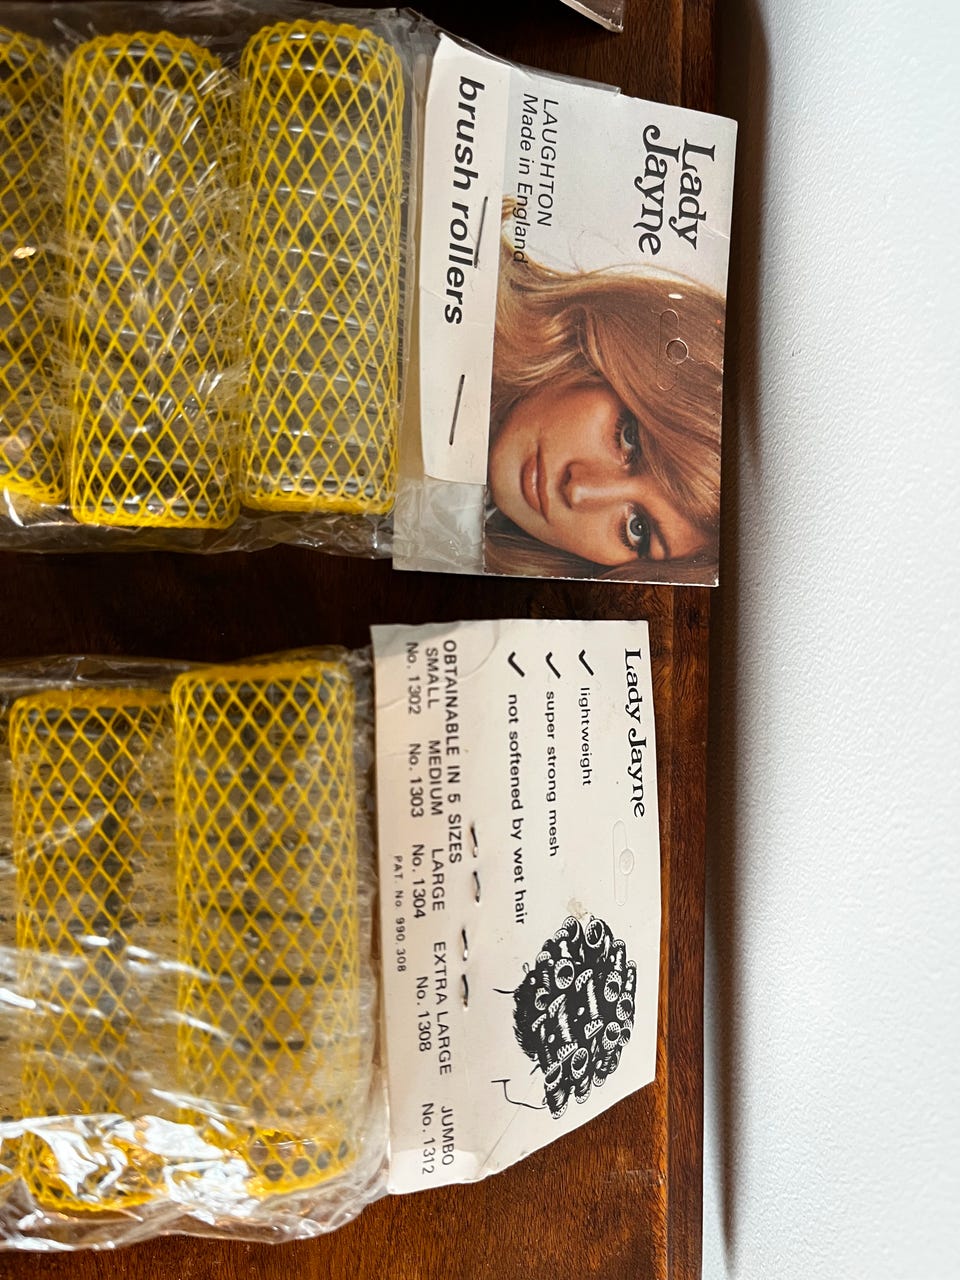 Lady
Jayne
LAUGHTON
Made in England
brush rollers
Lady Jayne
✓ lightweight
✓ super strong mesh
✓ not softened by wet hair
OBTAINABLE IN 5 SIZES
SMALL MEDIUM LARGE EXTRA LARGE JUMBO
No. 1302 No. 1303 No. 1304 No. 1308 No. 1312
PAT. No. 990,308